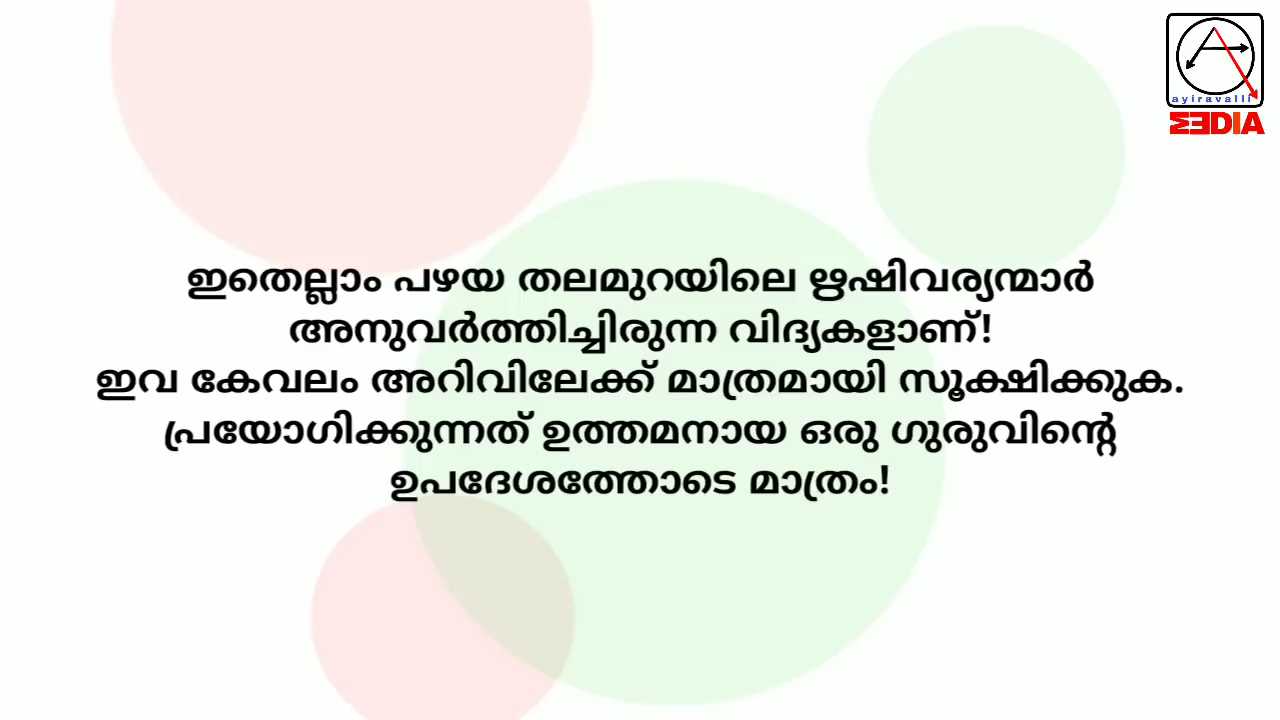 ayiravalli
MEDIA
ഇതെല്ലാം പഴയ തലമുറയിലെ ഋഷിവര്യന്മാർ
അനുവർത്തിച്ചിരുന്ന വിദ്യകളാണ്!
ഇവ കേവലം അറിവിലേക്ക് മാത്രമായി സൂക്ഷിക്കുക.
പ്രയോഗിക്കുന്നത് ഉത്തമനായ ഒരു ഗുരുവിന്റെ
ഉപദേശത്തോടെ മാത്രം!